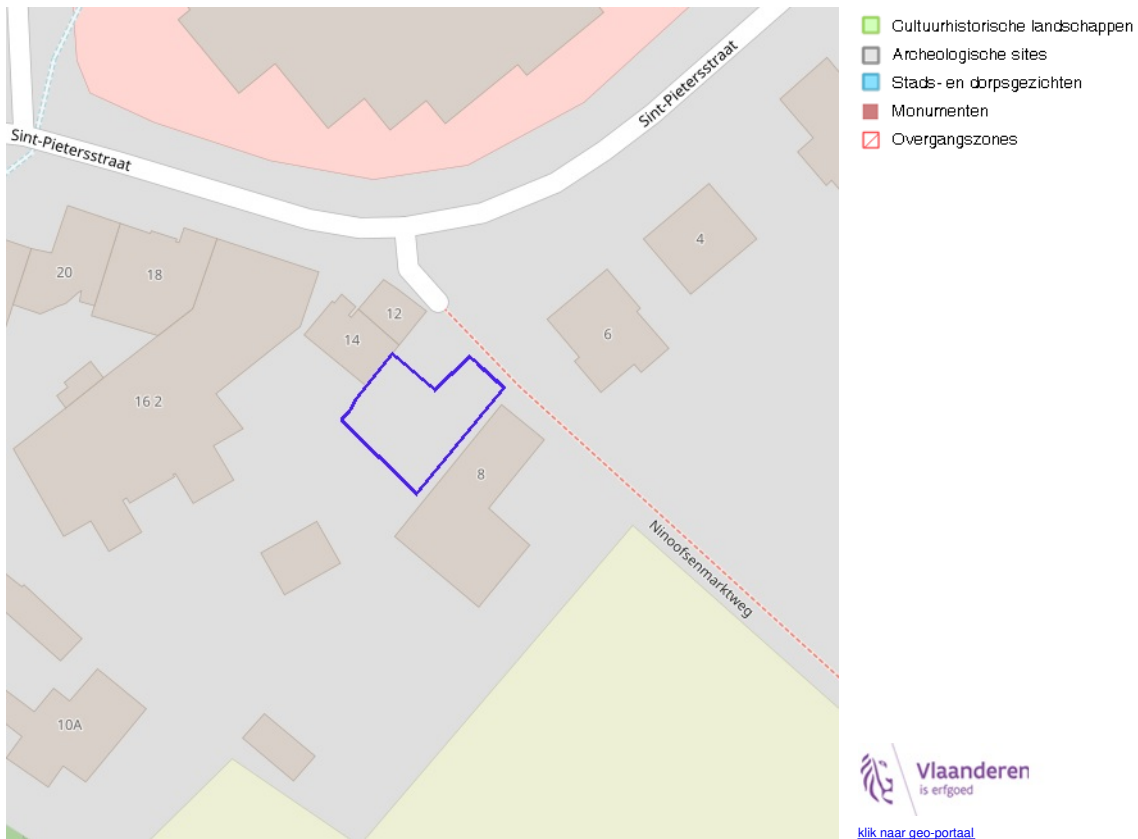 Sint-Pietersstraat
Sint-Pietersstraat
20
18
16 2
14
12
4
6
8
10A
Ninoofsenmarktweg
Cultuurhistorische landschappen
Archeologische sites
Stads- en dorpsgezichten
Monumenten
Overgangszones
Vlaanderen
is erfgoed
klik naar geo-portaal